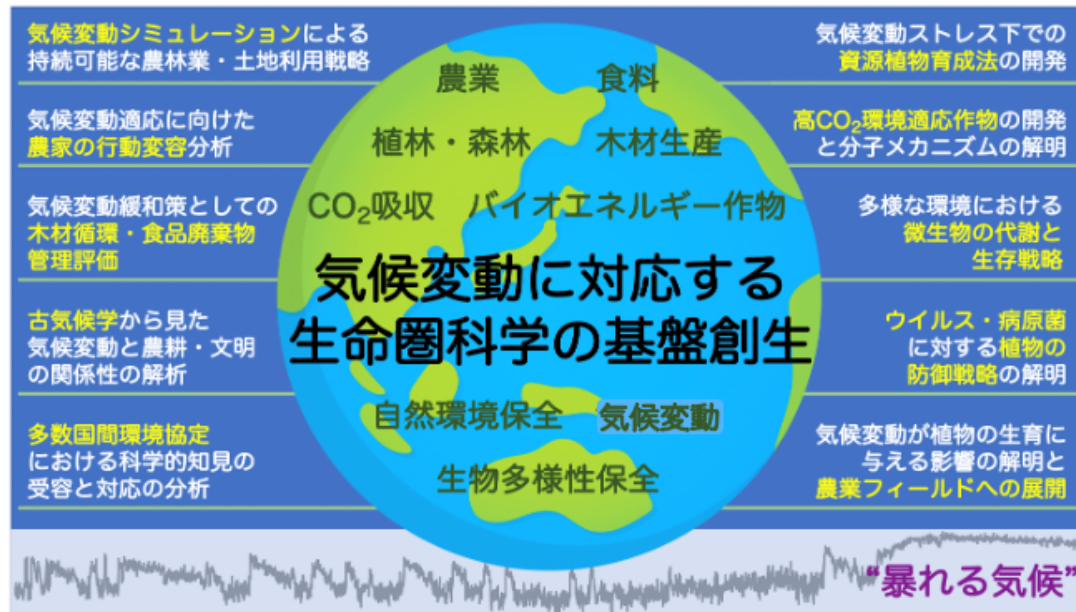 気候変動シミュレーションによる
持続可能な農林業・土地利用戦略
気候変動適応に向けた
農家の行動変容分析
気候変動緩和策としての
木材循環・食品廃棄物
管理評価
古気候学から見た
気候変動と農耕・文明
の関係性の解析
多数国間環境協定
における科学的知見の
受容と対応の分析
農業 食料
植林・森林 木材生産
CO₂吸収 バイオエネルギー作物
気候変動に対応する
生命圏科学の基盤創生
自然環境保全 気候変動
生物多様性保全
気候変動ストレス下での
資源植物育成法の開発
高CO₂環境適応作物の開発
と分子メカニズムの解明
多様な環境における
微生物の代謝と
生存戦略
ウイルス・病原菌
に対する植物の
防御戦略の解明
気候変動が植物の生育に
与える影響の解明と
農業フィールドへの展開
“暴れる気候”